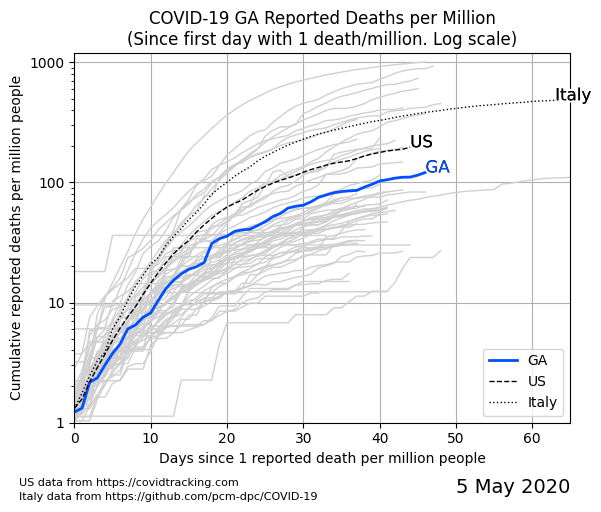 COVID-19 GA Reported Deaths per Million
(Since first day with 1 death/million. Log scale)
Cumulative reported deaths per million people
1000
100
10
1
Italy
US
GA
GA
US
Italy
0
10
20
30
40
50
60
Days since 1 reported death per million people
US data from https://covidtracking.com
Italy data from https://github.com/pcm-dpc/COVID-19
5 May 2020